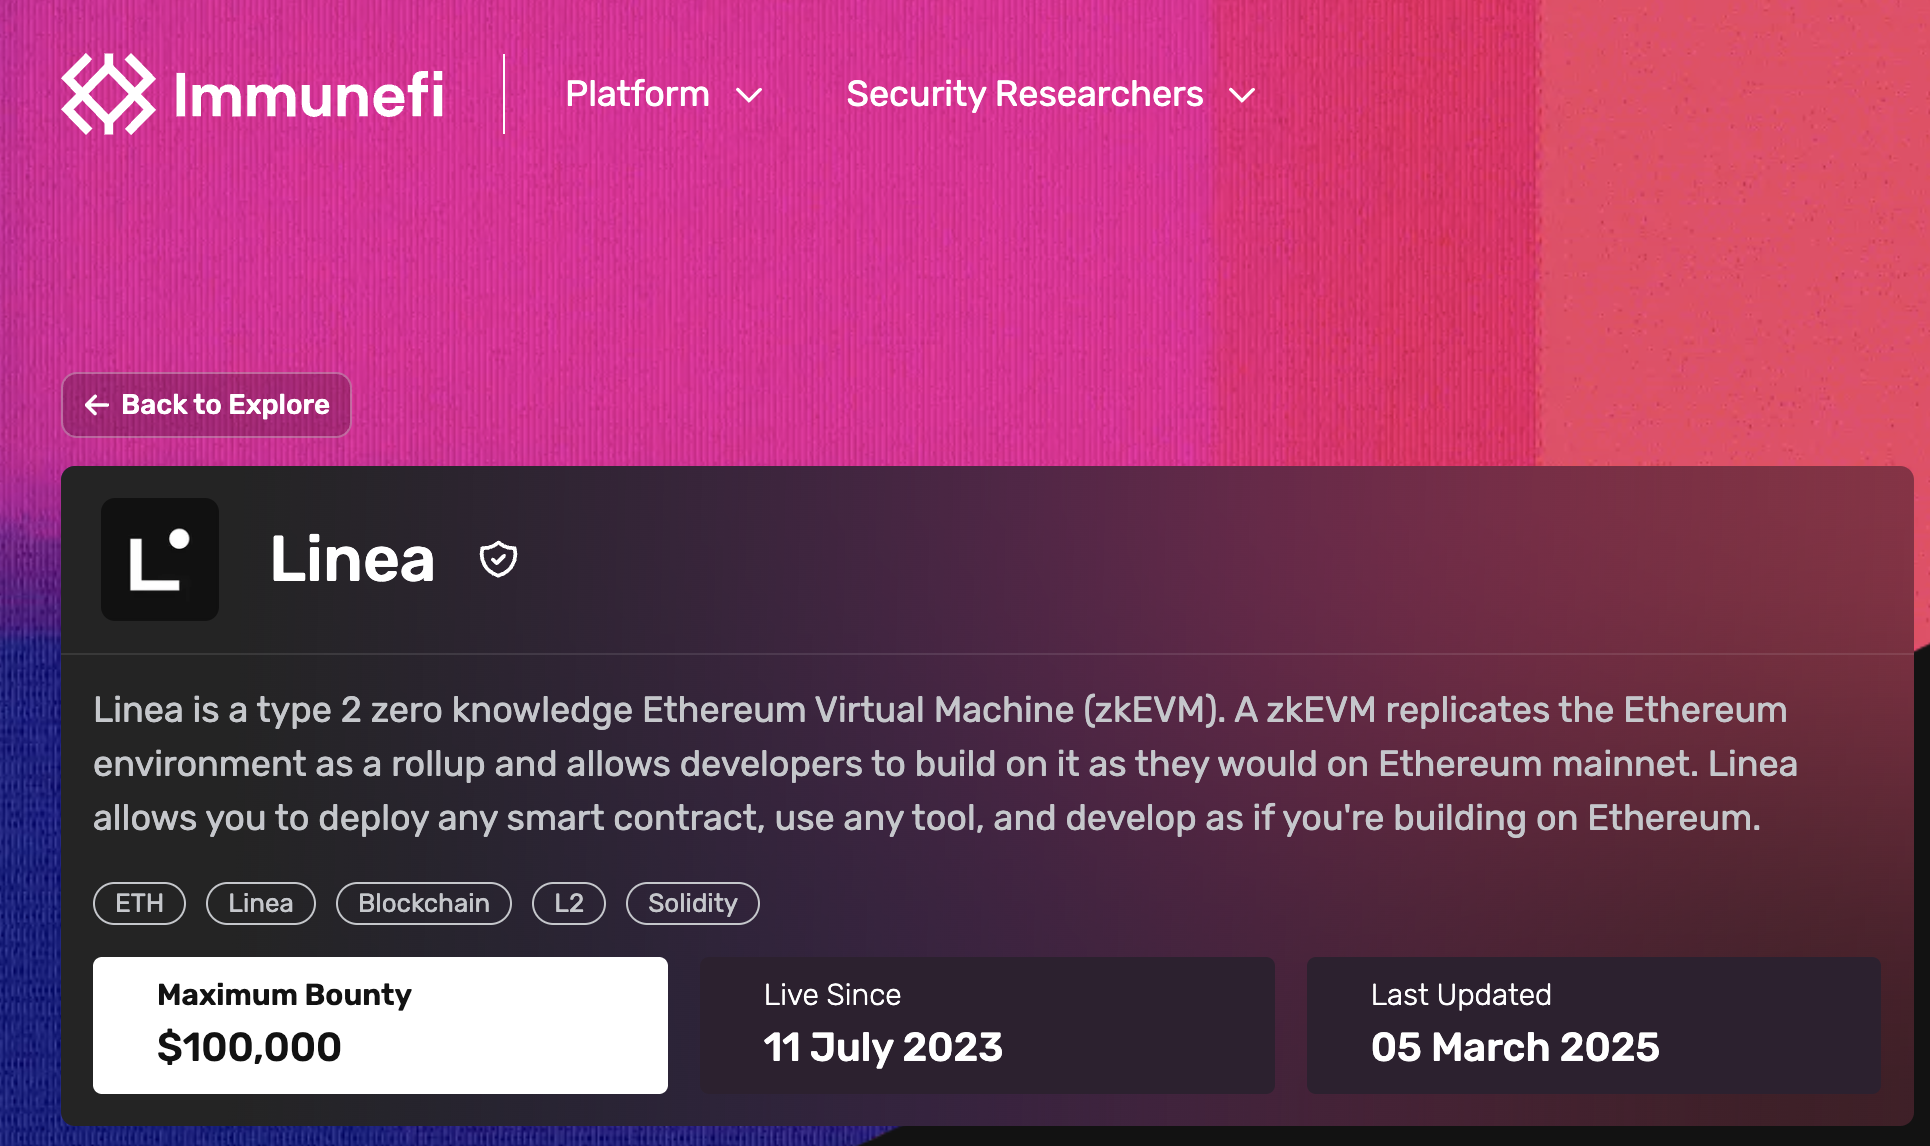 Immunefi
Platform
Security Researchers
Back to Explore
Linea
Linea is a type 2 zero knowledge Ethereum Virtual Machine (zkEVM). A zkEVM replicates the Ethereum
environment as a rollup and allows developers to build on it as they would on Ethereum mainnet. Linea
allows you to deploy any smart contract, use any tool, and develop as if you're building on Ethereum.
ETH
Linea
Blockchain
L2
Solidity
Maximum Bounty
$100,000
Live Since
11 July 2023
Last Updated
05 March 2025